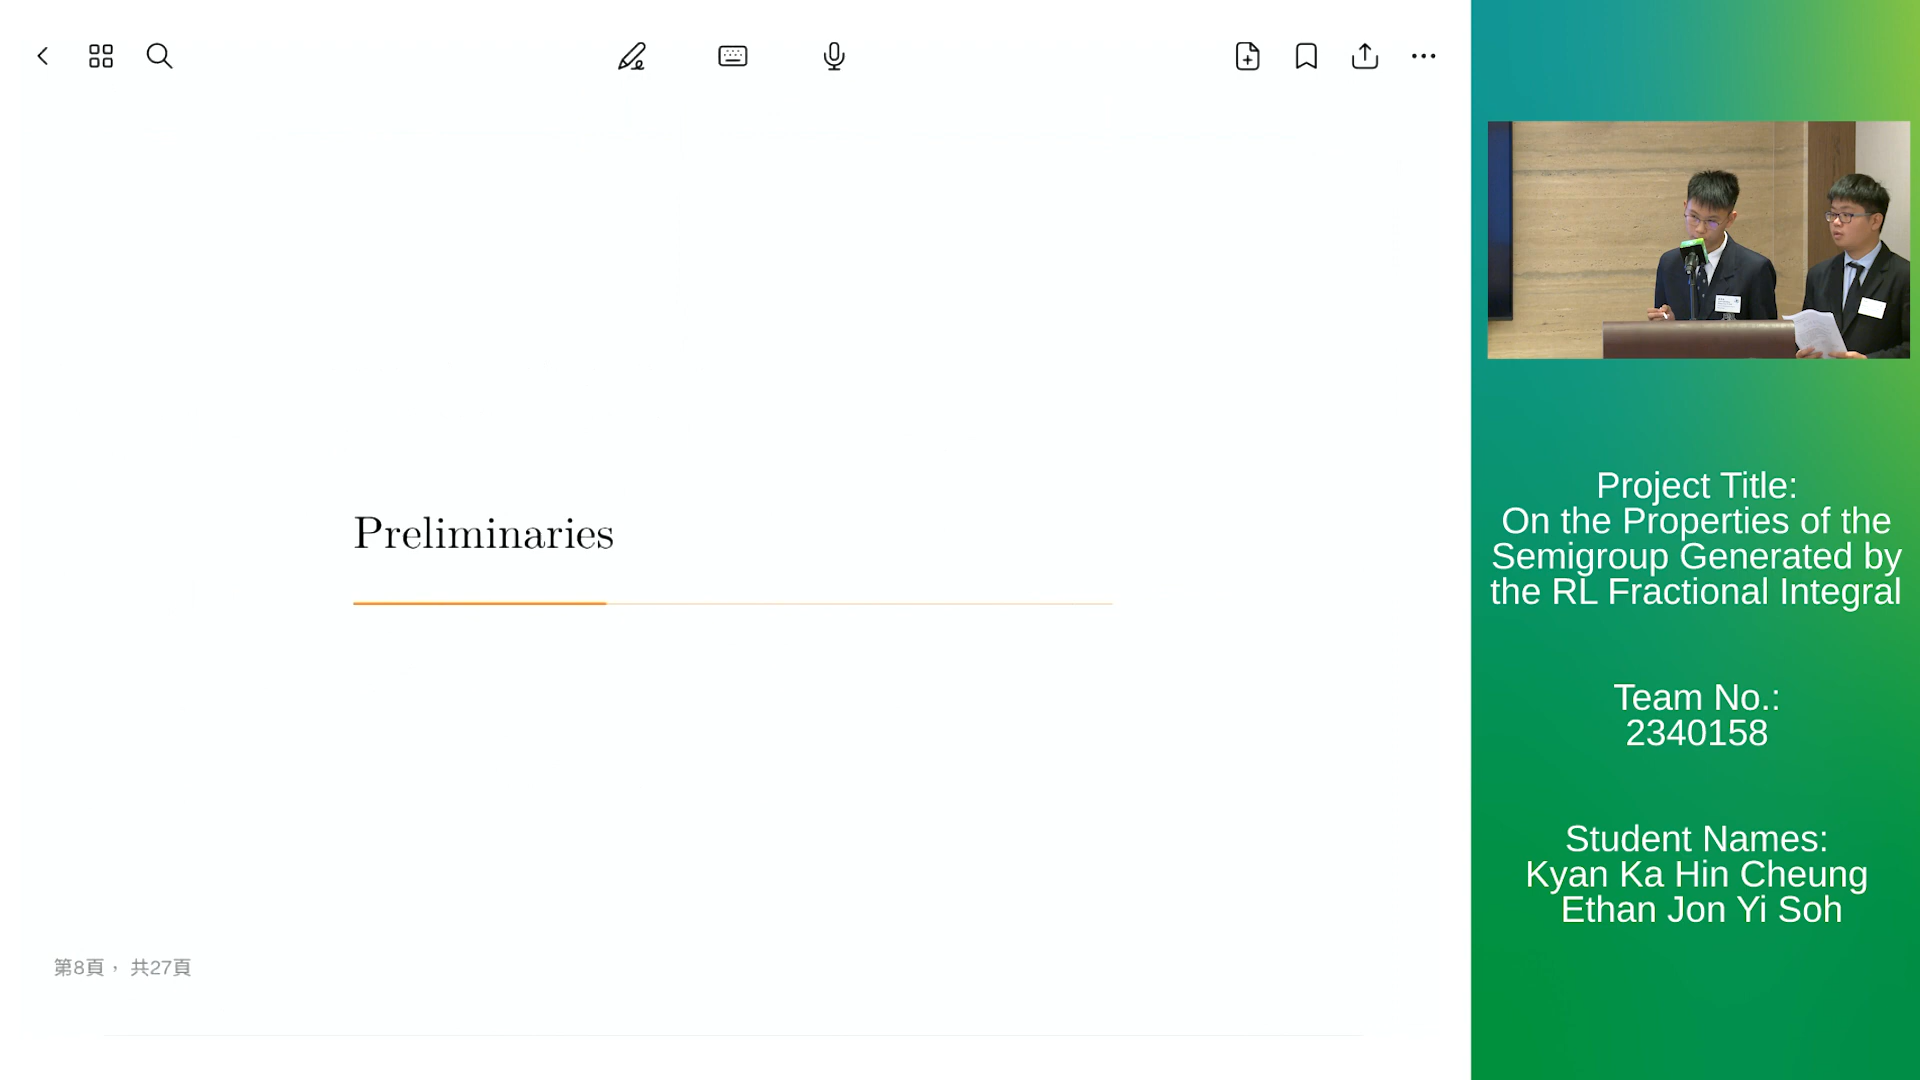 Preliminaries
第8頁， 共27頁
Project Title:
On the Properties of the
Semigroup Generated by
the RL Fractional Integral
Team No.:
2340158
Student Names:
Kyan Ka Hin Cheung
Ethan Jon Yi Soh